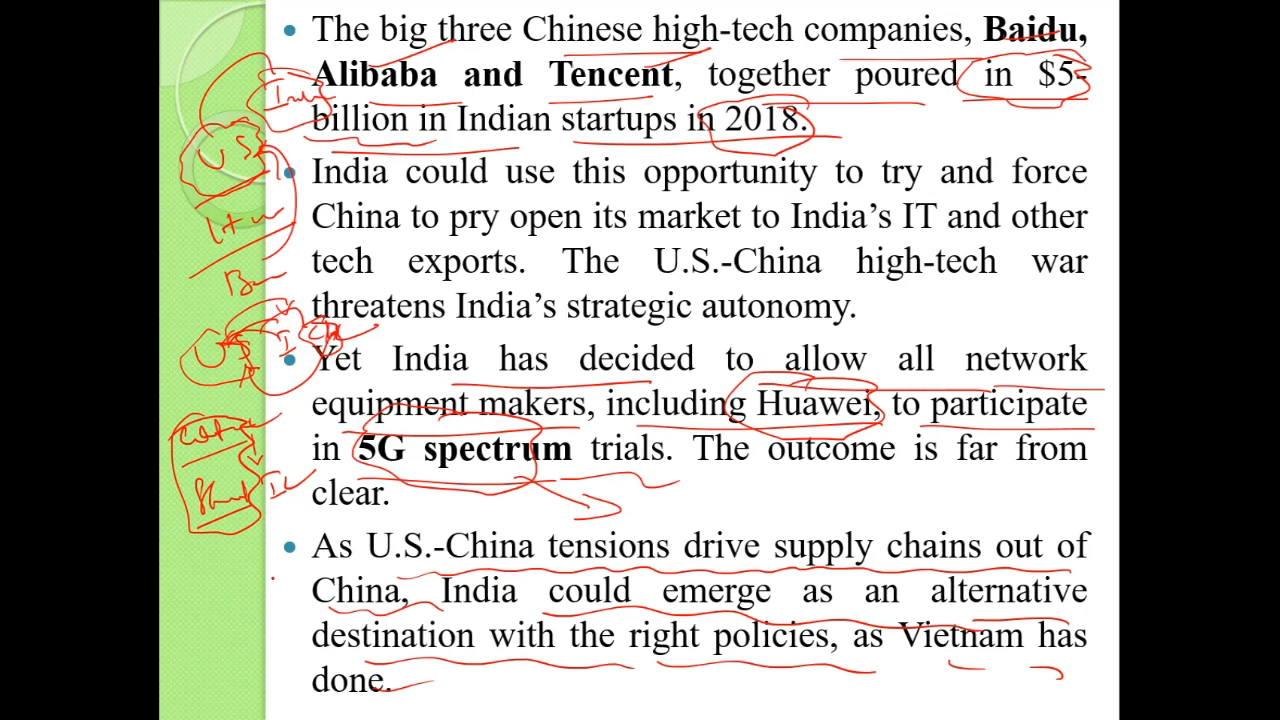 The big three Chinese high-tech companies, Baidu,
Alibaba and Tencent, together poured in $5-
billion in Indian startups in 2018.
India could use this opportunity to try and force
China to pry open its market to India's IT and other
tech exports. The U.S.-China high-tech war
threatens India's strategic autonomy.
Yet India has decided to allow all network
equipment makers, including Huawei, to participate
in 5G spectrum trials. The outcome is far from
clear.
As U.S.-China tensions drive supply chains out of
China, India could emerge as an alternative
destination with the right policies, as Vietnam has
done.
US